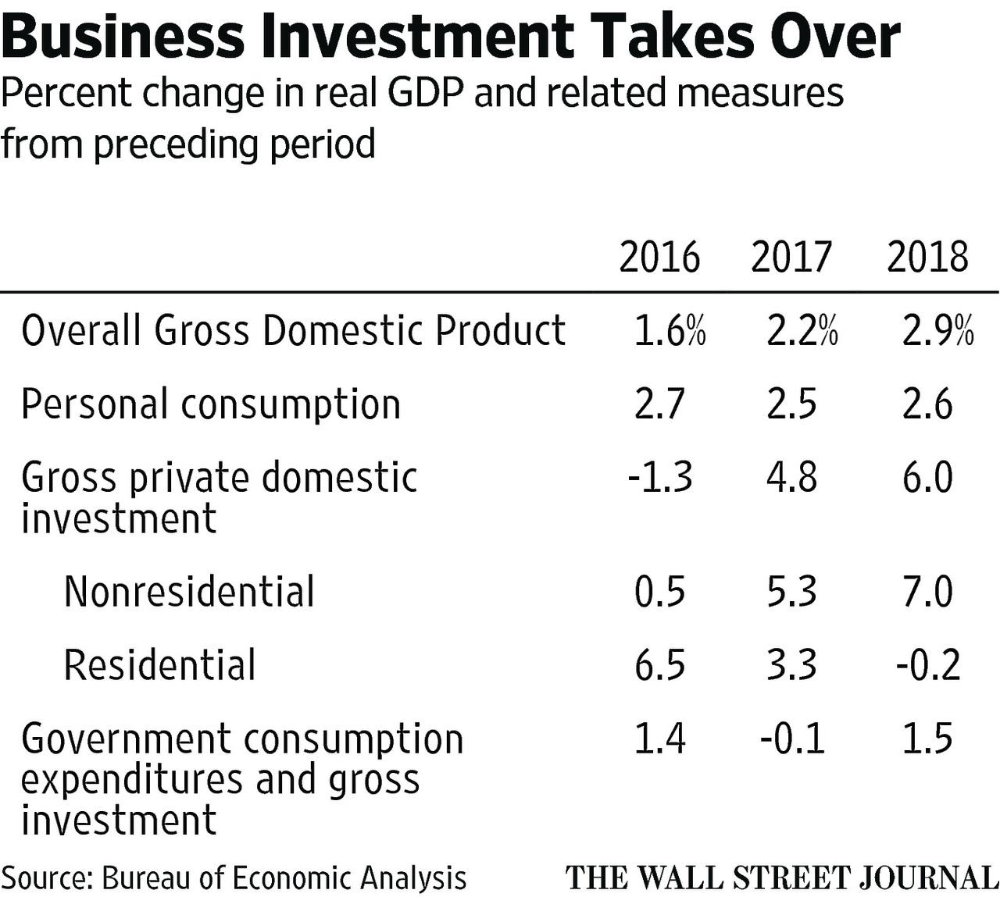 Business Investment Takes Over
Percent change in real GDP and related measures
from preceding period
2016 2017 2018
Overall Gross Domestic Product 1.6% 2.2% 2.9%
Personal consumption 2.7 2.5 2.6
Gross private domestic -1.3 4.8 6.0
investment
Nonresidential 0.5 5.3 7.0
Residential 6.5 3.3 -0.2
Government consumption 1.4 -0.1 1.5
expenditures and gross
investment
Source: Bureau of Economic Analysis THE WALL STREET JOURNAL